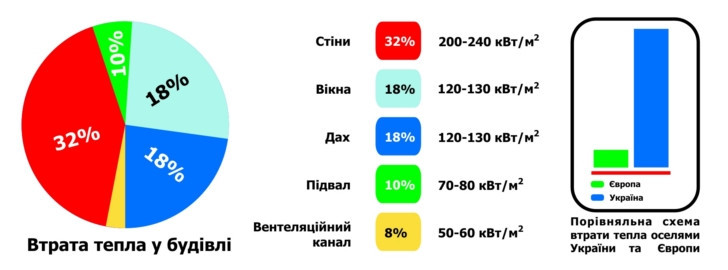 10%
18%
32%
18%
Втрата тепла у будівлі
Стіни 32% 200-240 кВт/м²
Вікна 18% 120-130 кВт/м²
Дах 18% 120-130 кВт/м²
Підвал 10% 70-80 кВт/м²
Вентеляційний
канал 8% 50-60 кВт/м²
Європа
Україна
Порівняльна схема
втрати тепла оселями
України та Європи